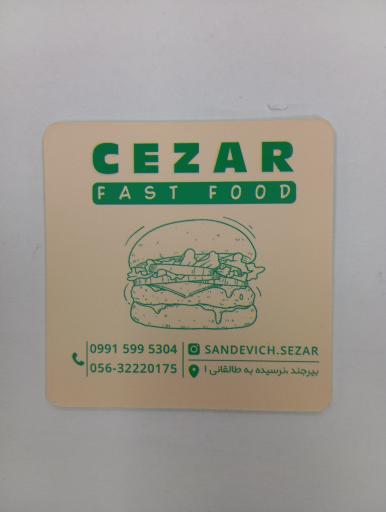 CEZAR
FAST FOOD
0991 599 5304
056-32220175
SANDEVICH.SEZAR
بیرجند ،نرسیده به طالقانی ۱